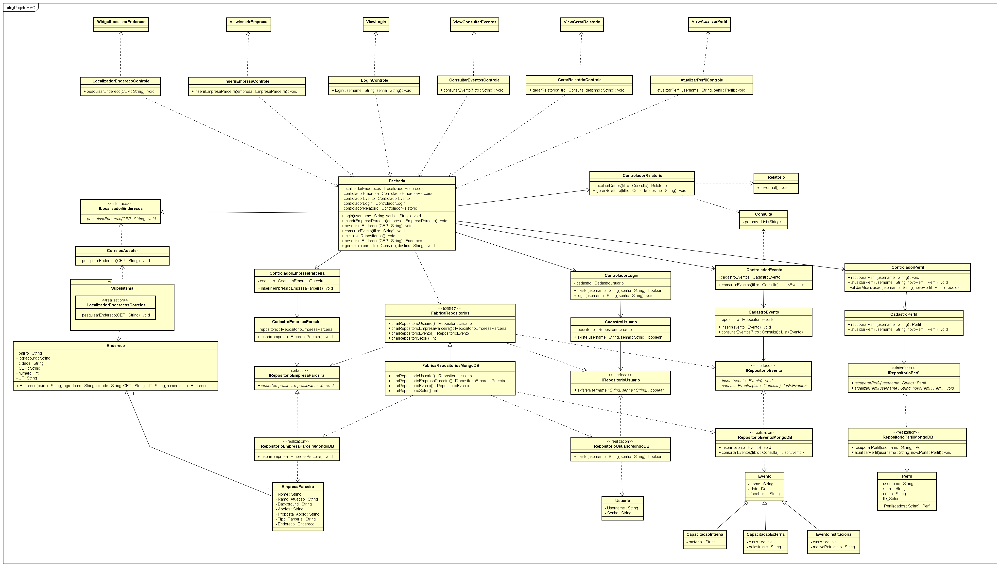 pkg ProjetoMVC
WidgetLocalizarEndereco
ViewInserirEmpresa
ViewLogin
ViewConsultarEventos
ViewGerarRelatorio
ViewAtualizarPerfil
LocalizadorEnderecoControle
+ pesquisarEndereco(CEP : String) : void
InserirEmpresaControle
+ inserirEmpresaParceira(empresa : EmpresaParceira) : void
LoginControle
+ login(username : String, senha : String) : void
ConsultarEventosControle
+ consultarEvento(filtro : String) : void
GerarRelatórioControle
+ gerarRelatorio(filtro : Consulta, destinho : String) : void
AtualizarPerfilControle
+ atualizarPerfil(username : String, perfil : Perfil) : void
Fachada
- localizadorEnderecos : ILocalizadorEnderecos
- controladorEmpresa : ControladorEmpresaParceira
- controladorEvento : ControladorEvento
- controladorLogin : ControladorLogin
- controladorRelatorio : ControladorRelatorio
+ login(username : String, senha : String) : void
+ inserirEmpresaParceira(empresa : EmpresaParceira) : void
+ pesquisarEndereco(CEP : String) : void
+ consultarEvento(filtro : String) : void
+ inicializarRepositorios() : void
+ pesquisarEndereco(CEP : String) : Endereco
+ gerarRelatorio(filtro : Consulta, destino : String) : void
ControladorRelatorio
- recolherDados(filtro : Consulta) : Relatorio
+ gerarRelatorio(filtro : Consulta, destino : String) : void
Relatorio
+ toFormat() : void
Consulta
- params : List<String>
<<interface>>
ILocalizadorEnderecos
+ pesquisarEndereco(CEP : String) : void
CorreiosAdapter
+ pesquisarEndereco(CEP : String) : void
Subsistema
<<realization>>
LocalizadorEnderecosCorreios
+ pesquisarEndereco(CEP : String) : void
Endereco
- bairro : String
- logradouro : String
- cidade : String
- CEP : String
- numero : int
- UF : String
+ Endereco(bairro : String, logradouro : String, cidade : String, CEP : String, UF : String, numero : int) : Endereco
1
1
ControladorEmpresaParceira
- cadastro : CadastroEmpresaParceira
+ inserir(empresa : EmpresaParceira) : void
CadastroEmpresaParceira
- repositorio : IRepositorioEmpresaParceira
+ inserir(empresa : EmpresaParceira) : void
<<interface>>
IRepositorioEmpresaParceira
+ inserir(empresa : EmpresaParceira) : void
<<realization>>
RepositorioEmpresaParceiraMongoDB
+ inserir(empresa : EmpresaParceira) : void
EmpresaParceira
- Nome : String
- Ramo_Atuacao : String
- Background : String
- Apoios : String
- Proposta_Apoio : String
- Tipo_Parceria : String
- Endereco : Endereco
<<abstract>>
FabricaRepositorios
+ criarRepositorioUsuario() : IRepositorioUsuario
+ criarRepositorioEmpresaParceira() : IRepositorioEmpresaParceira
+ criarRepositorioEvento() : IRepositorioEvento
+ criarRepositoriSetor() : int
FabricaRepositoriosMongoDB
+ criarRepositorioUsuario() : IRepositorioUsuario
+ criarRepositorioEmpresaParceira() : IRepositorioEmpresaParceira
+ criarRepositorioEvento() : IRepositorioEvento
+ criarRepositorioSetor() : int
ControladorLogin
- cadastro : CadastroUsuario
+ existe(username : String, senha : String) : boolean
+ login(username : String, senha : String) : void
CadastroUsuario
- repositorio : IRepositorioUsuario
+ existe(username : String, senha : String) : boolean
<<interface>>
IRepositorioUsuario
+ existe(username : String, senha : String) : boolean
<<realization>>
RepositorioUsuarioMongoDB
+ existe(username : String, senha : String) : boolean
Usuario
- Username : String
- Senha : String
ControladorEvento
- cadastroEventos : CadastroEvento
+ consultarEventos(filtro : Consulta) : List<Evento>
CadastroEvento
- repositorio : IRepositorioEvento
+ inserir(evento : Evento) : void
+ consultarEventos(filtro : Consulta) : List<Evento>
<<interface>>
IRepositorioEvento
+ inserir(evento : Evento) : void
+ consultarEventos(filtro : Consulta) : List<Evento>
<<realization>>
RepositorioEventoMongoDB
+ inserir(evento : Evento) : void
+ consultarEventos(filtro : Consulta) : List<Evento>
Evento
- nome : String
- data : Date
- feedback : String
CapacitacaoInterna
- material : String
CapacitacaoExterna
- custo : double
- palestrante : String
EventoInstitucional
- custo : double
- motivoPatrocinio : String
ControladorPerfil
+ recuperarPerfil(username : String) : void
+ atualizarPerfil(username : String, novoPerfil : Perfil) : void
- validarAtualizacao(username : String, novoPerfil : Perfil) : boolean
CadastroPerfil
+ recuperarPerfil(username : String) : Perfil
+ atualizarPerfil(username : String, novoPerfil : Perfil) : void
<<interface>>
IRepositorioPerfil
+ recuperarPerfil(username : String) : Perfil
+ atualizarPerfil(username : String, novoPerfil : Perfil) : void
<<realization>>
RepositorioPerfilMongoDB
+ recuperarPerfil(username : String) : Perfil
+ atualizarPerfil(username : String, novoPerfil : Perfil) : void
Perfil
- username : String
- email : String
- nome : String
- ID_Setor : int
+ Perfil(dados : String) : Perfil